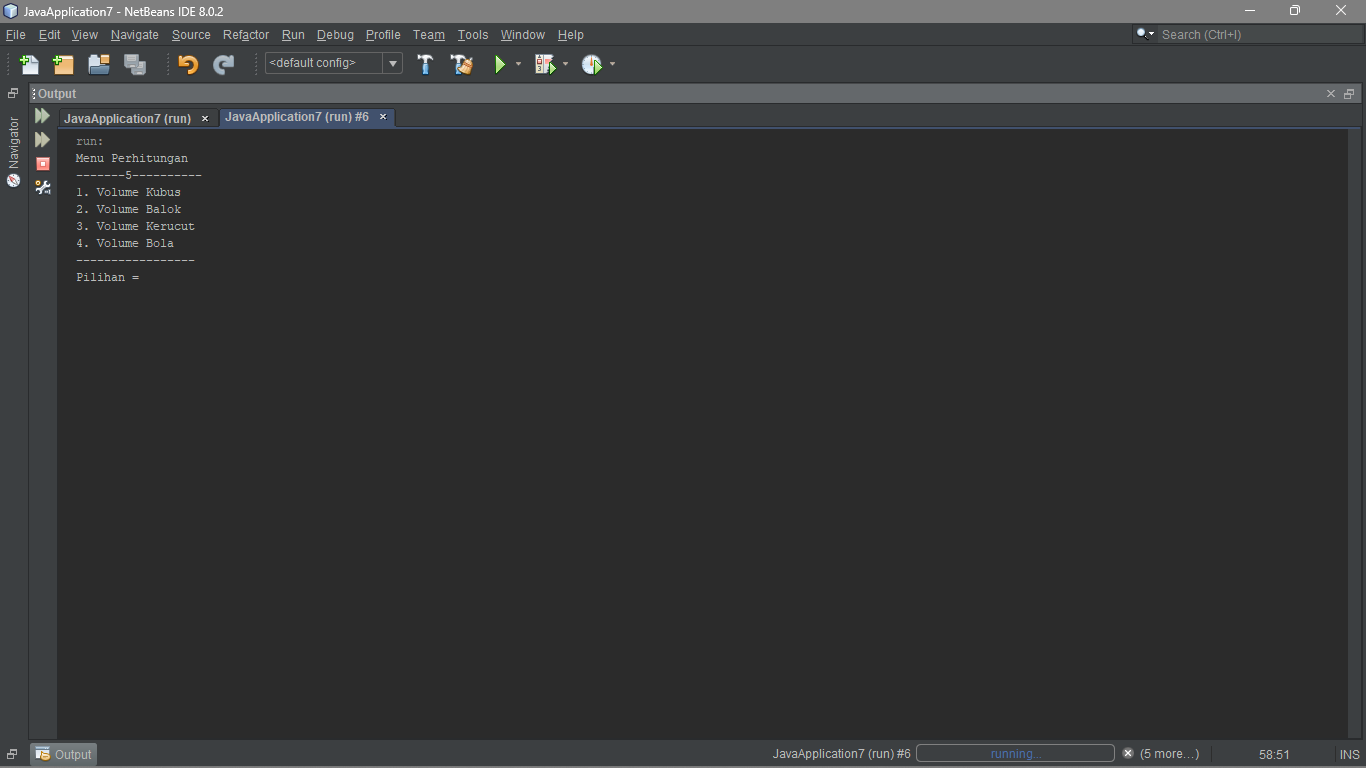 JavaApplication7 - NetBeans IDE 8.0.2
File Edit View Navigate Source Refactor Run Debug Profile Team Tools Window Help
Search (Ctrl+I)
<default config>
Output
Navigator
JavaApplication7 (run)
JavaApplication7 (run) #6
run:
Menu Perhitungan
-------5----------
1. Volume Kubus
2. Volume Balok
3. Volume Kerucut
4. Volume Bola
-----------------
Pilihan =
Output
JavaApplication7 (run) #6 running... (5 more...) 58:51 INS